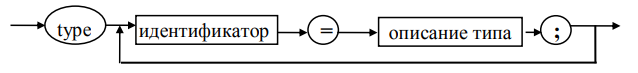 type идентификатор = описание типа ;